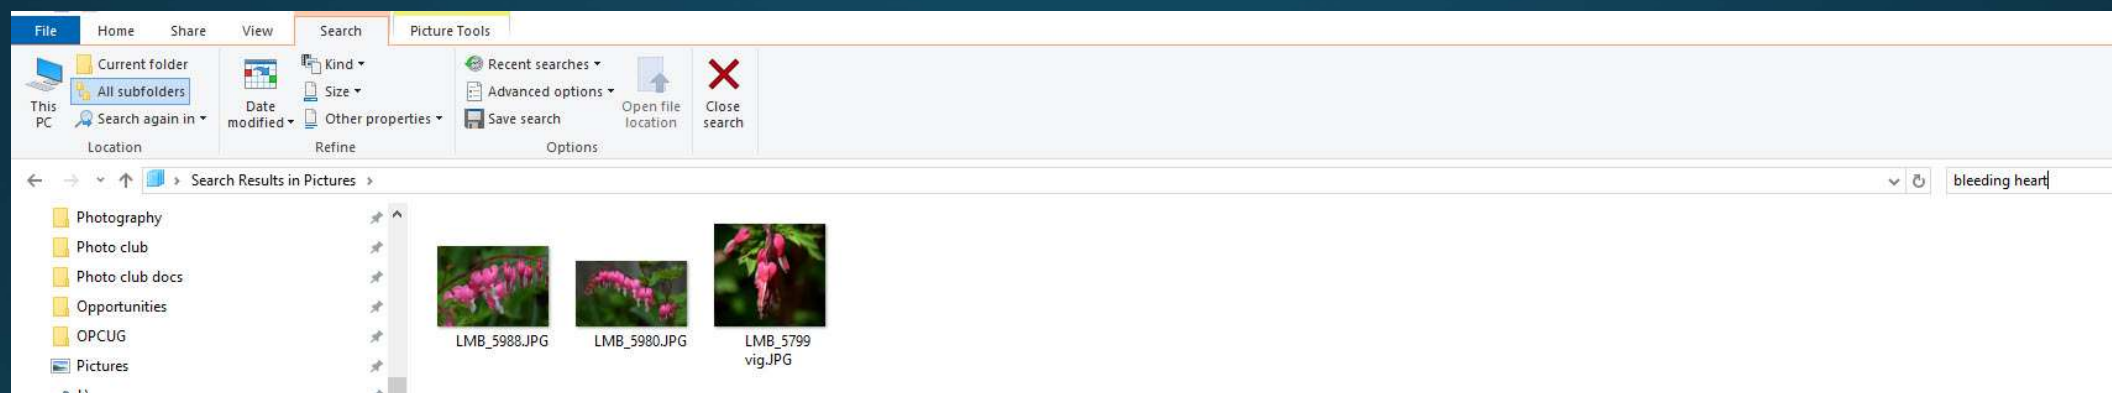 File Home Share View Search Picture Tools
Current folder
All subfolders
Search again in
This
PC
Location
Date
modified
Kind
Size
Other properties
Refine
Recent searches
Advanced options
Save search
Options
Open file
location
Close
search
Search Results in Pictures
bleeding heart
Photography
Photo club
Photo club docs
Opportunities
OPCUG
Pictures
LMB_5988.JPG
LMB_5980.JPG
LMB_5799
vig.JPG